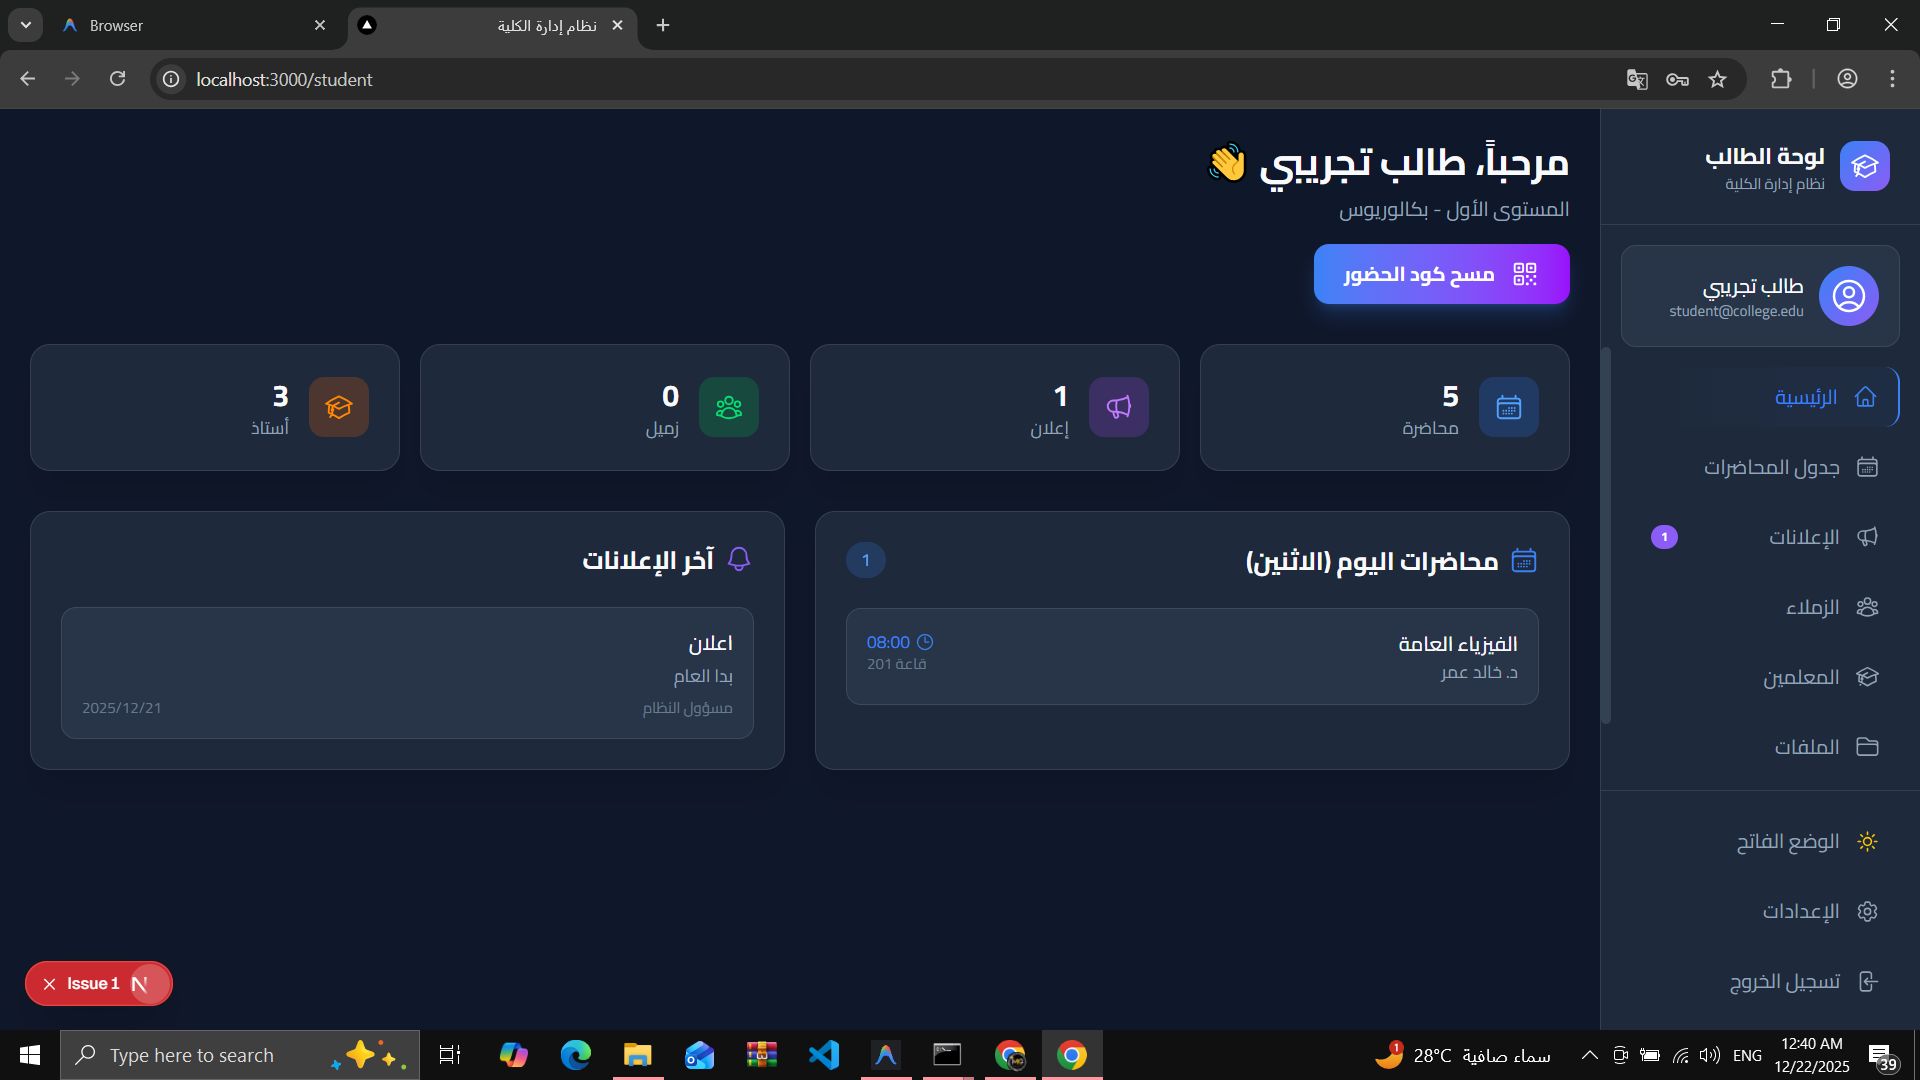 Browser
نظام إدارة الكلية
localhost:3000/student
لوحة الطالب
نظام إدارة الكلية
طالب تجريبي
student@college.edu
الرئيسية
جدول المحاضرات
الإعلانات
1
الزملاء
المعلمين
الملفات
الوضع الفاتح
الإعدادات
تسجيل الخروج
مرحباً، طالب تجريبي 👋
المستوى الأول - بكالوريوس
مسح كود الحضور
5
محاضرة
1
إعلان
0
زميل
3
أستاذ
محاضرات اليوم (الاثنين)
1
الفيزياء العامة
د. خالد عمر
08:00
قاعة 201
آخر الإعلانات
اعلان
بدا العام
مسؤول النظام
2025/12/21
Issue 1
N
Type here to search
1
28°C سماء صافية
ENG
12:40 AM
12/22/2025
39